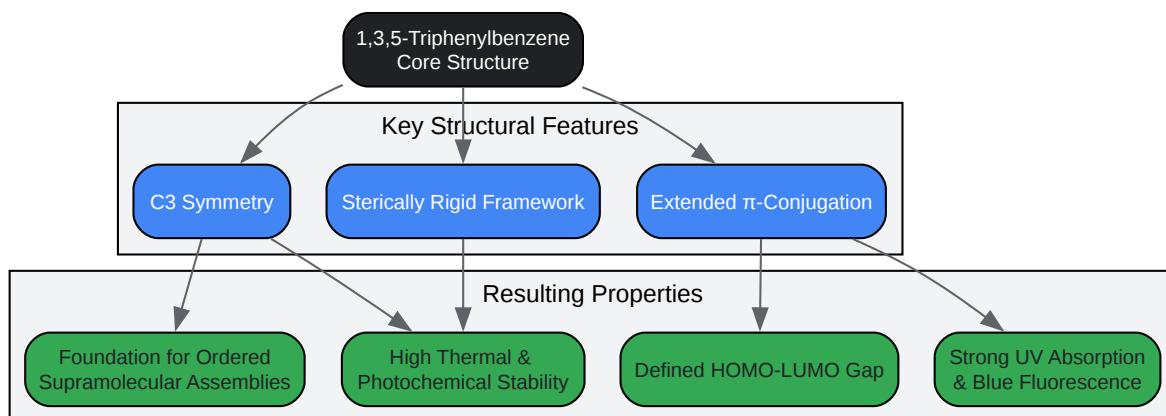 1,3,5-Triphenylbenzene
Core Structure
Key Structural Features
C3 Symmetry
Sterically Rigid Framework
Extended π-Conjugation
Resulting Properties
Foundation for Ordered
Supramolecular Assemblies
High Thermal &
Photochemical Stability
Defined HOMO-LUMO Gap
Strong UV Absorption
& Blue Fluorescence